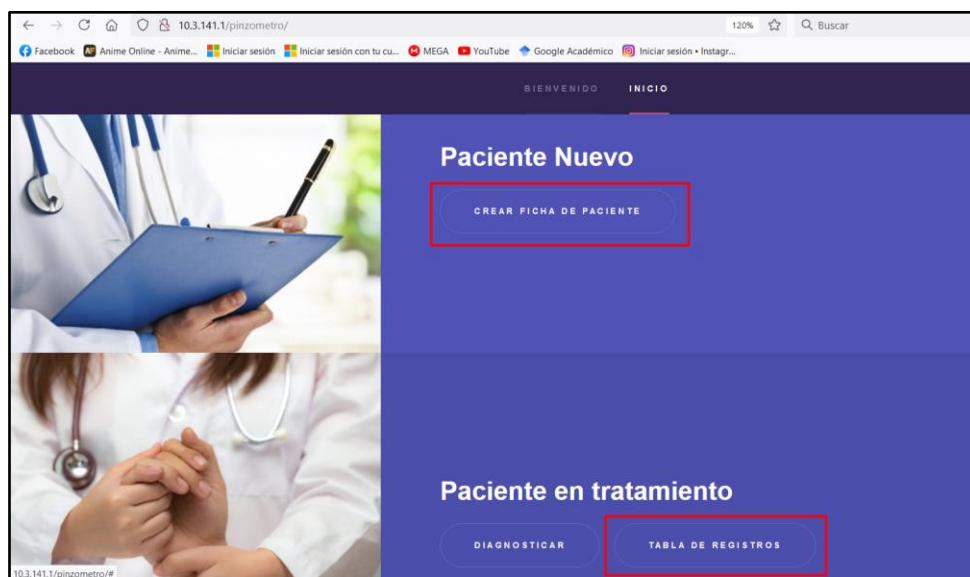 10.3.141.1/pinzometro/ 120% Buscar
Facebook Anime Online - Anime... Iniciar sesión Iniciar sesión con tu cu... MEGA YouTube Google Académico Iniciar sesión • Instagr...
BIENVENIDO INICIO
Paciente Nuevo
CREAR FICHA DE PACIENTE
Paciente en tratamiento
DIAGNOSTICAR TABLA DE REGISTROS
10.3.141.1/pinzometro/#